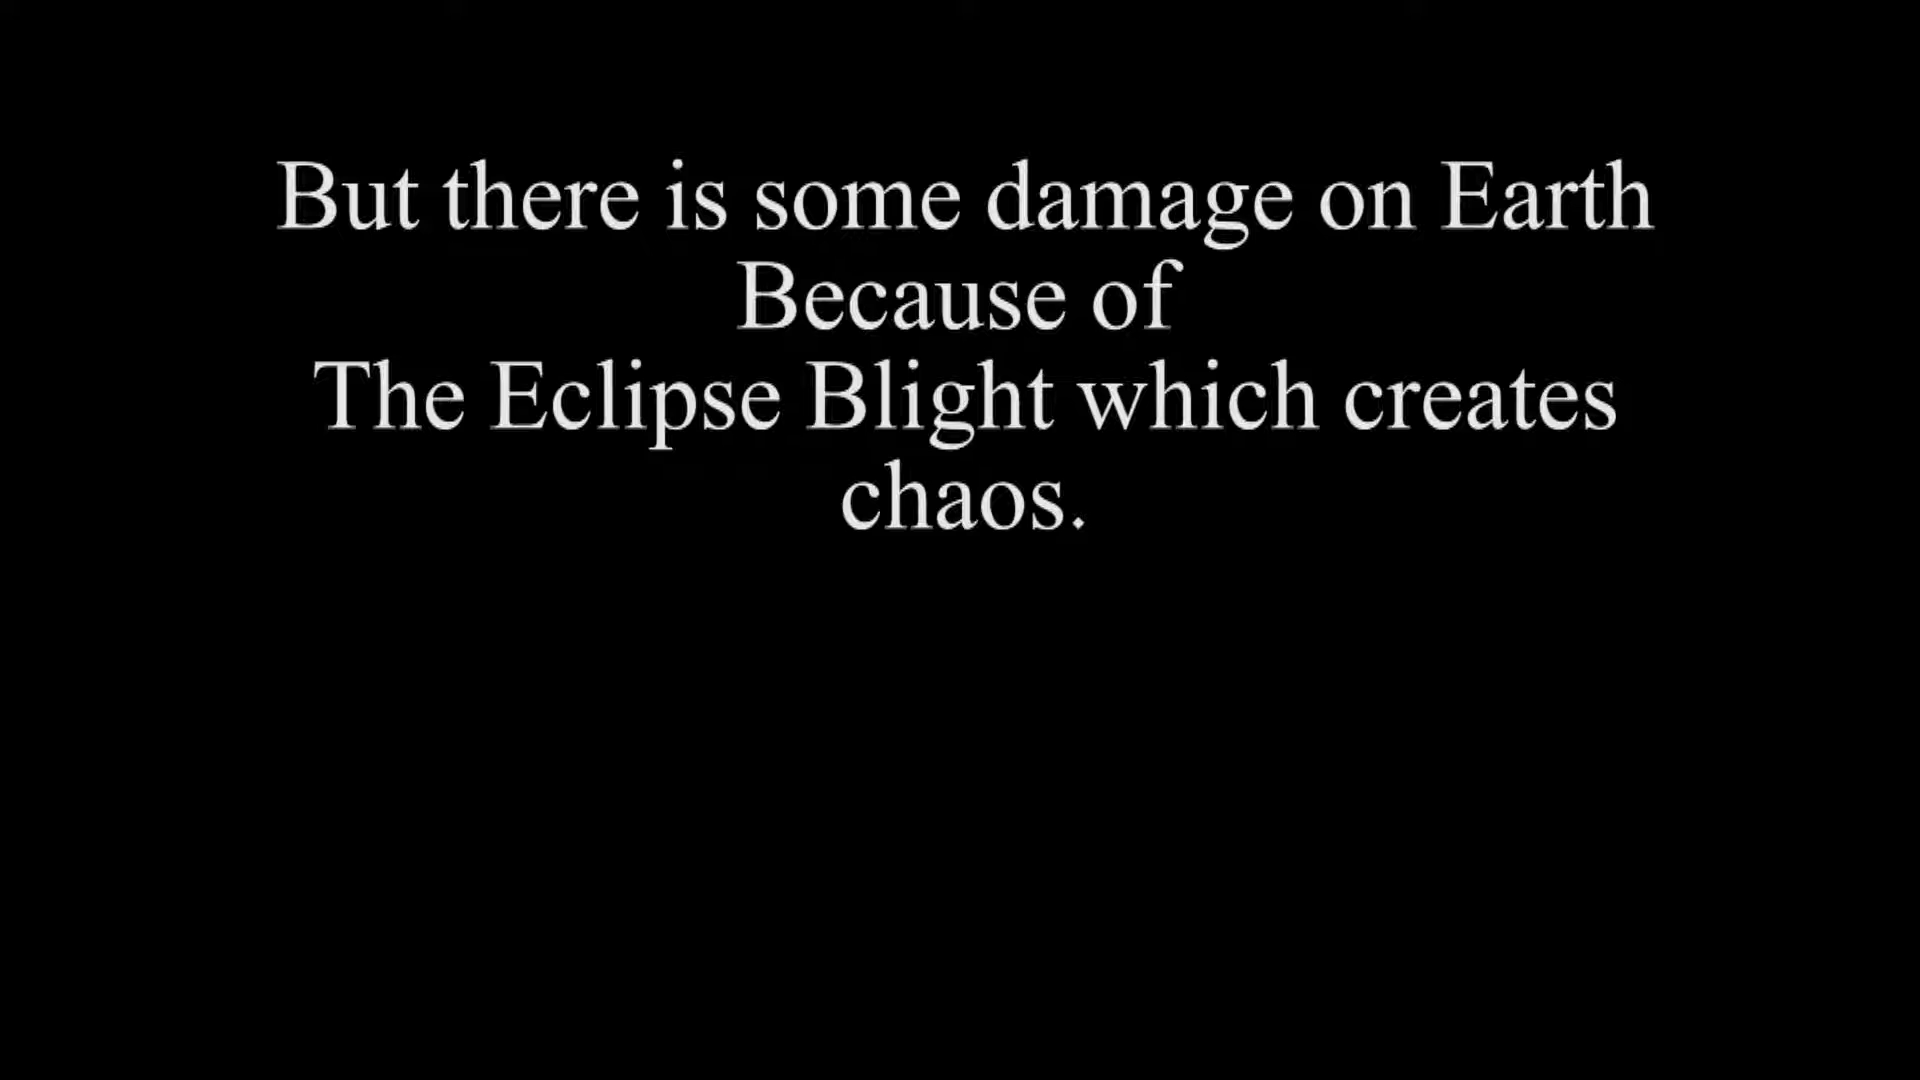 But there is some damage on Earth
Because of
The Eclipse Blight which creates
chaos.